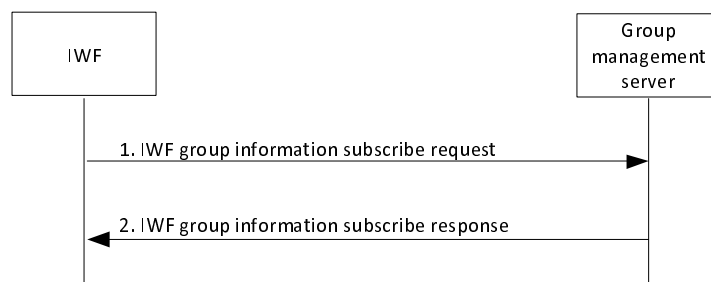 IWF
Group
management
server
1. IWF group information subscribe request
2. IWF group information subscribe response